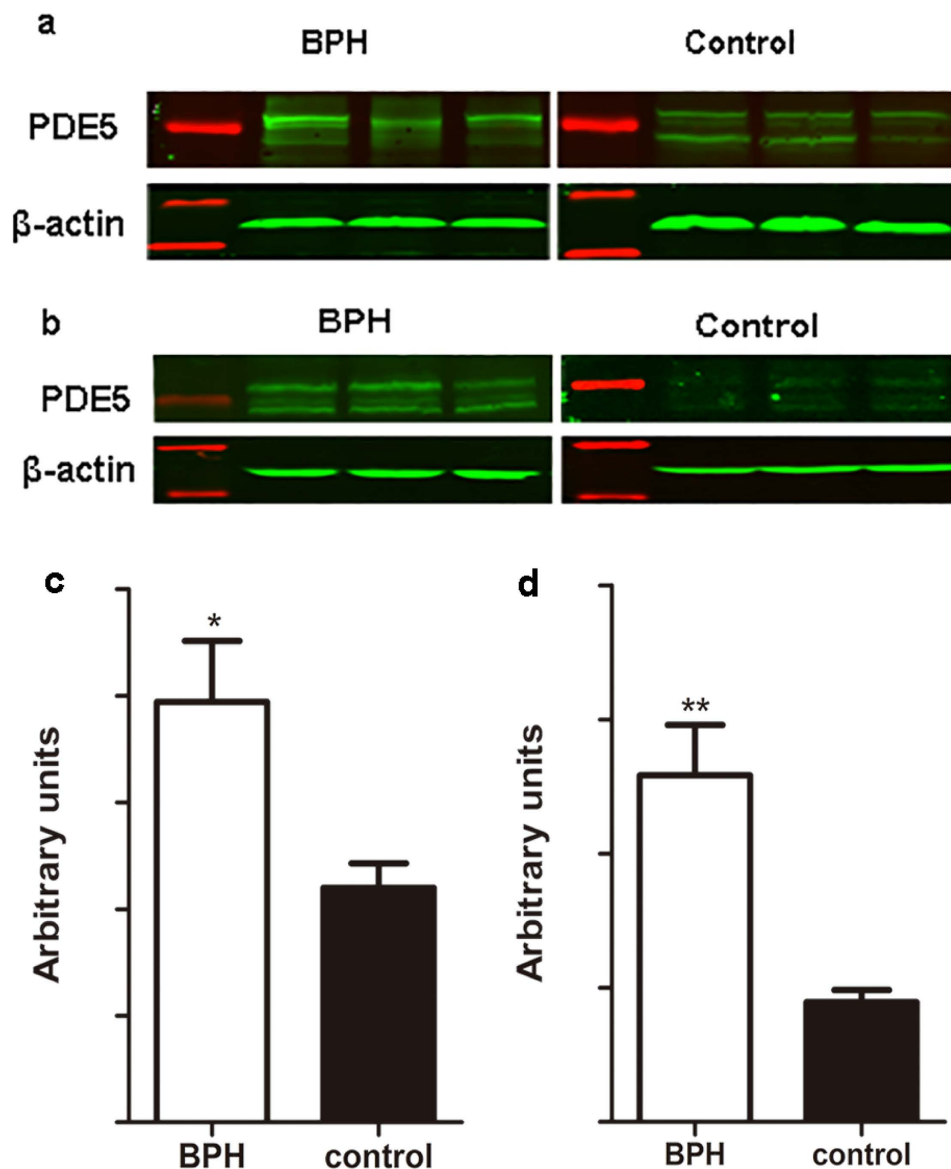 a
BPH Control
PDE5
β-actin
b
BPH Control
PDE5
β-actin
c
*
Arbitrary units
BPH control
d
**
Arbitrary units
BPH control